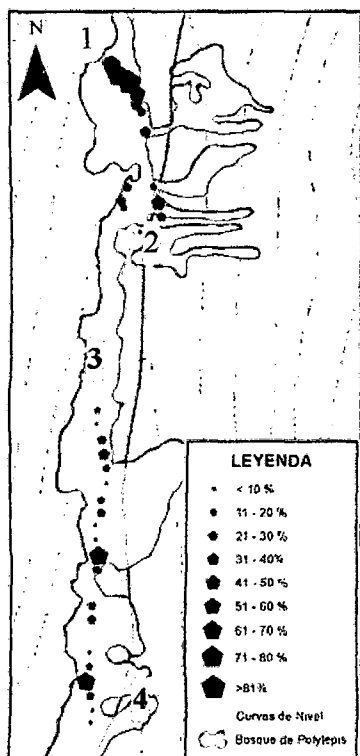 1
N
2
3
4
LEYENDA
< 10 %
11 - 20 %
21 - 30 %
31 - 40%
41 - 50 %
51 - 60 %
61 - 70 %
71 - 80 %
>81%
Curvas de Nivel
Bosque de Polylepis